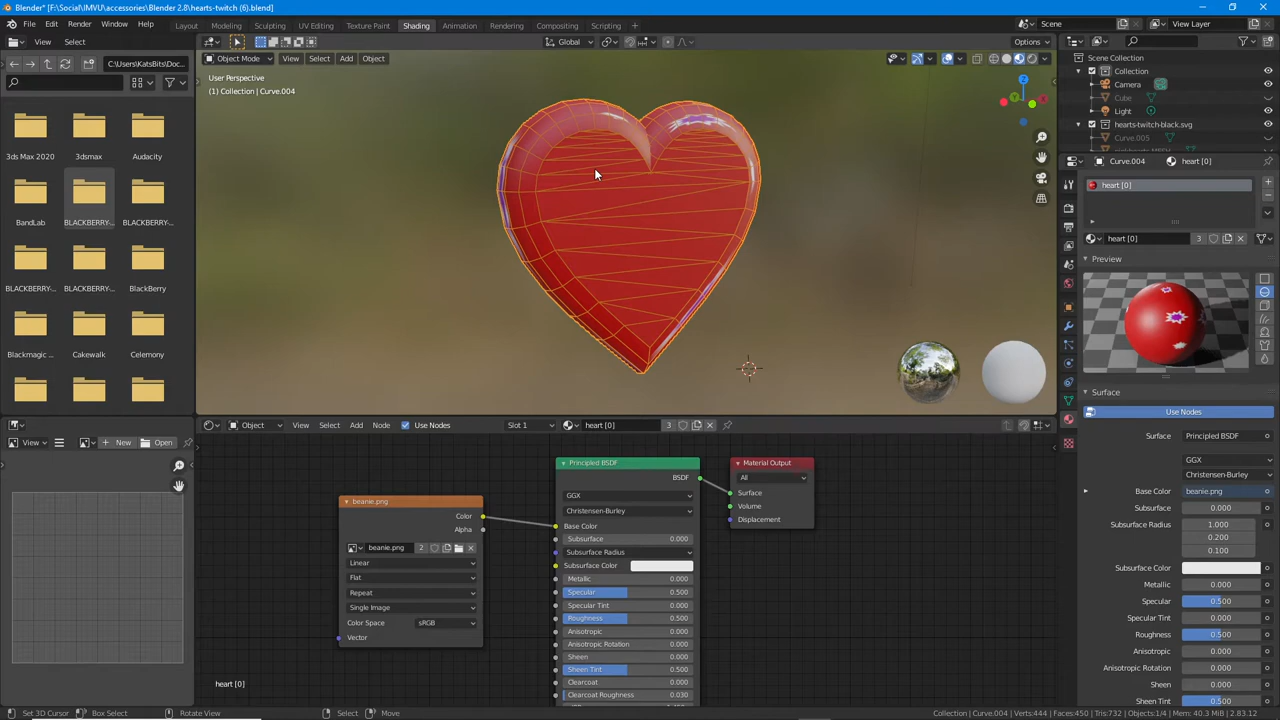 Blender* [F:\Social\IMVU\accessories\Blender 2.8\hearts-twitch (6).blend]
File Edit Render Window Help Layout Modeling Sculpting UV Editing Texture Paint Shading Animation Rendering Compositing Scripting Scene View Layer
View Select Global Options
C:\Users\KatsBits\Doc... Object Mode View Select Add Object
User Perspective
(1) Collection | Curve.004
Scene Collection
Collection
Camera
Cube
Light
hearts-twitch-black.svg
Curve.005
3ds Max 2020 3dsmax Audacity
BandLab BLACKBERRY-... BLACKBERRY-...
BLACKBERRY-... BLACKBERRY-... BlackBerry
Blackmagic ... Cakewalk Celemony
Curve.004 heart [0]
heart [0]
heart [0] 3
Preview
Surface
Use Nodes
Surface Principled BSDF
GGX
Christensen-Burley
Base Color beanie.png
Subsurface 0.000
Subsurface Radius 1.000
0.200
0.100
Subsurface Color
Metallic 0.000
Specular 0.500
Specular Tint 0.000
Roughness 0.500
Anisotropic 0.000
Anisotropic Rotation 0.000
Sheen 0.000
Sheen Tint 0.500
Object View Select Add Node Use Nodes Slot 1 heart [0] 3
View New Open
beanie.png
Color
Alpha
beanie.png 2
Linear
Flat
Repeat
Single Image
Color Space sRGB
Vector
Principled BSDF
BSDF
GGX
Christensen-Burley
Base Color
Subsurface 0.000
Subsurface Radius
Subsurface Color
Metallic 0.000
Specular 0.500
Specular Tint 0.000
Roughness 0.500
Anisotropic 0.000
Anisotropic Rotation 0.000
Sheen 0.000
Sheen Tint 0.500
Clearcoat 0.000
Clearcoat Roughness 0.030
Material Output
All
Surface
Volume
Displacement
heart [0]
Set 3D Cursor Box Select Rotate View Select Move Collection | Curve.004 | Verts:444 | Faces:450 | Tris:732 | Objects:1/4 | Mem: 40.3 MiB | 2.83.12